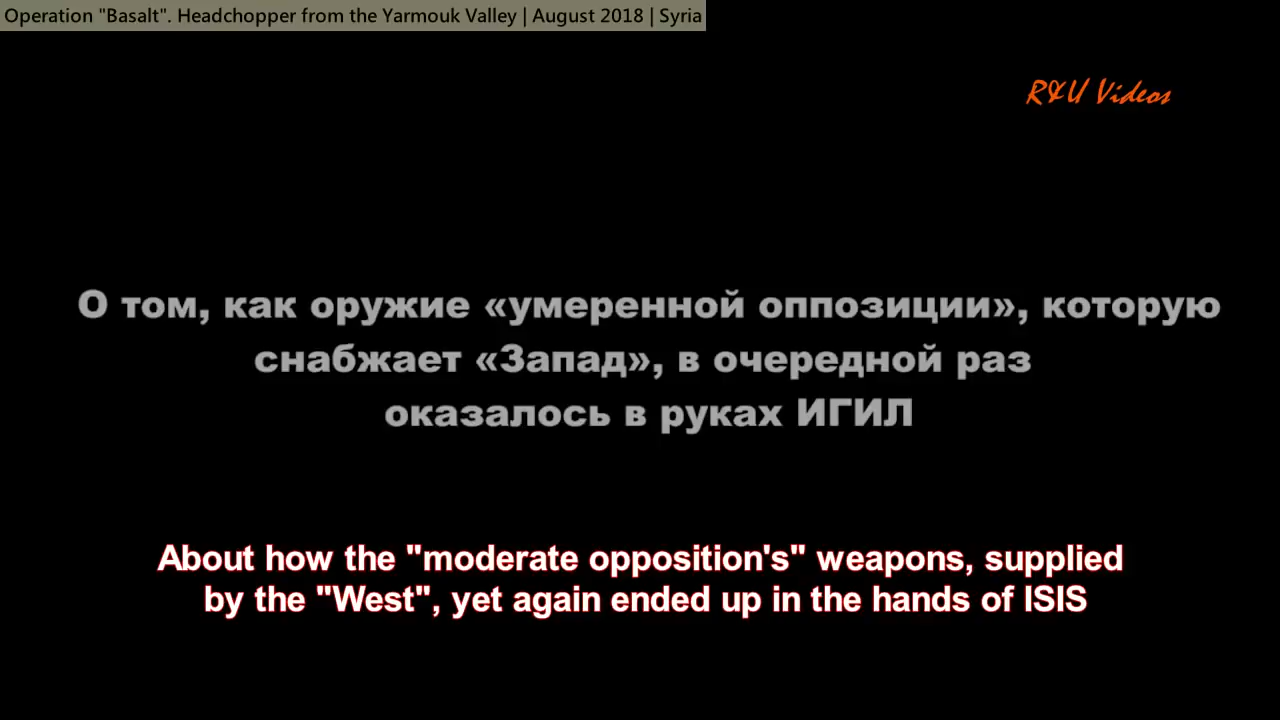 Operation "Basalt". Headchopper from the Yarmouk Valley | August 2018 | Syria
R&U Videos
О том, как оружие «умеренной оппозиции», которую
снабжает «Запад», в очередной раз
оказалось в руках ИГИЛ
About how the "moderate opposition's" weapons, supplied
by the "West", yet again ended up in the hands of ISIS